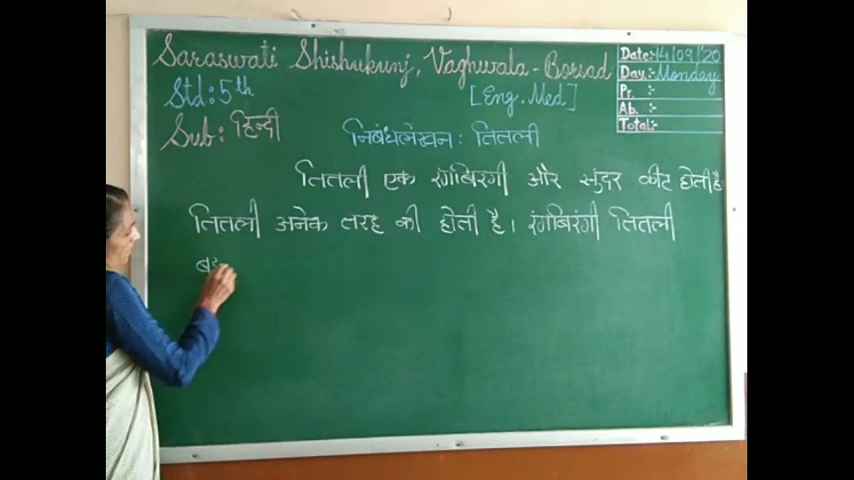 Saraswati Shishukunj, Vaghwala - Borsad
Std: 5th
[Eng. Med]
Date:- 14/09/'20
Day:- Monday
Pr. :-
Ab. :-
Total:-
Sub: हिन्दी
निबंधलेखन : तितली
तितली एक रंगबिरंगी और सुंदर कीट होती है
तितली अनेक तरह की होती है। रंगबिरंगी तितली